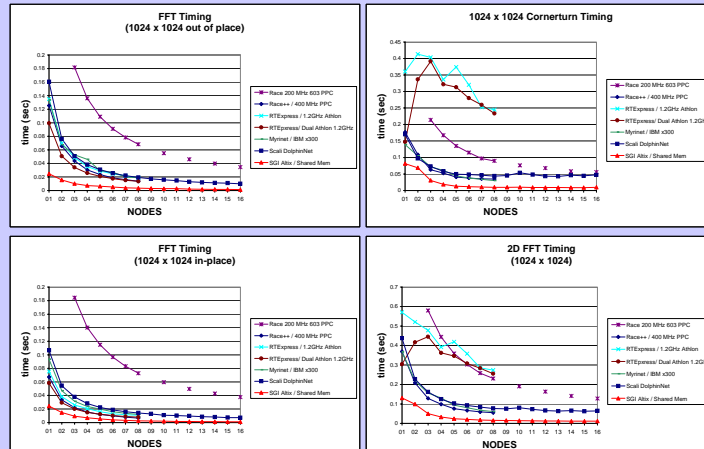 FFT Timing
(1024 x 1024 out of place)
time (sec)
0.2
0.18
0.16
0.14
0.12
0.1
0.08
0.06
0.04
0.02
0
01 02 03 04 05 06 07 08 09 10 11 12 13 14 15 16
NODES
Race 200 MHz 603 PPC
Race++ / 400 MHz PPC
RTExpress / 1.2GHz Athlon
RTExpress/ Dual Athlon 1.2GHz
Myrinet / IBM x300
Scali DolphinNet
SGI Altix / Shared Mem
1024 x 1024 Cornerturn Timing
time (sec)
0.45
0.4
0.35
0.3
0.25
0.2
0.15
0.1
0.05
0
01 02 03 04 05 06 07 08 09 10 11 12 13 14 15 16
NODES
Race 200 MHz 603 PPC
Race++ / 400 MHz PPC
RTExpress / 1.2GHz Athlon
RTExpress/ Dual Athlon 1.2GHz
Myrinet / IBM x300
Scali DolphinNet
SGI Altix / Shared Mem
FFT Timing
(1024 x 1024 in-place)
time (sec)
0.2
0.18
0.16
0.14
0.12
0.1
0.08
0.06
0.04
0.02
0
01 02 03 04 05 06 07 08 09 10 11 12 13 14 15 16
NODES
Race 200 MHz 603 PPC
Race++ / 400 MHz PPC
RTExpress / 1.2GHz Athlon
RTExpress/ Dual Athlon 1.2GHz
Myrinet / IBM x300
Scali DolphinNet
SGI Altix / Shared Mem
2D FFT Timing
(1024 x 1024)
time (sec)
0.7
0.6
0.5
0.4
0.3
0.2
0.1
0
01 02 03 04 05 06 07 08 09 10 11 12 13 14 15 16
NODES
Race 200 MHz 603 PPC
Race++ / 400 MHz PPC
RTExpress / 1.2GHz Athlon
RTExpress/ Dual Athlon 1.2GHz
Myrinet / IBM x300
Scali DolphinNet
SGI Altix / Shared Mem